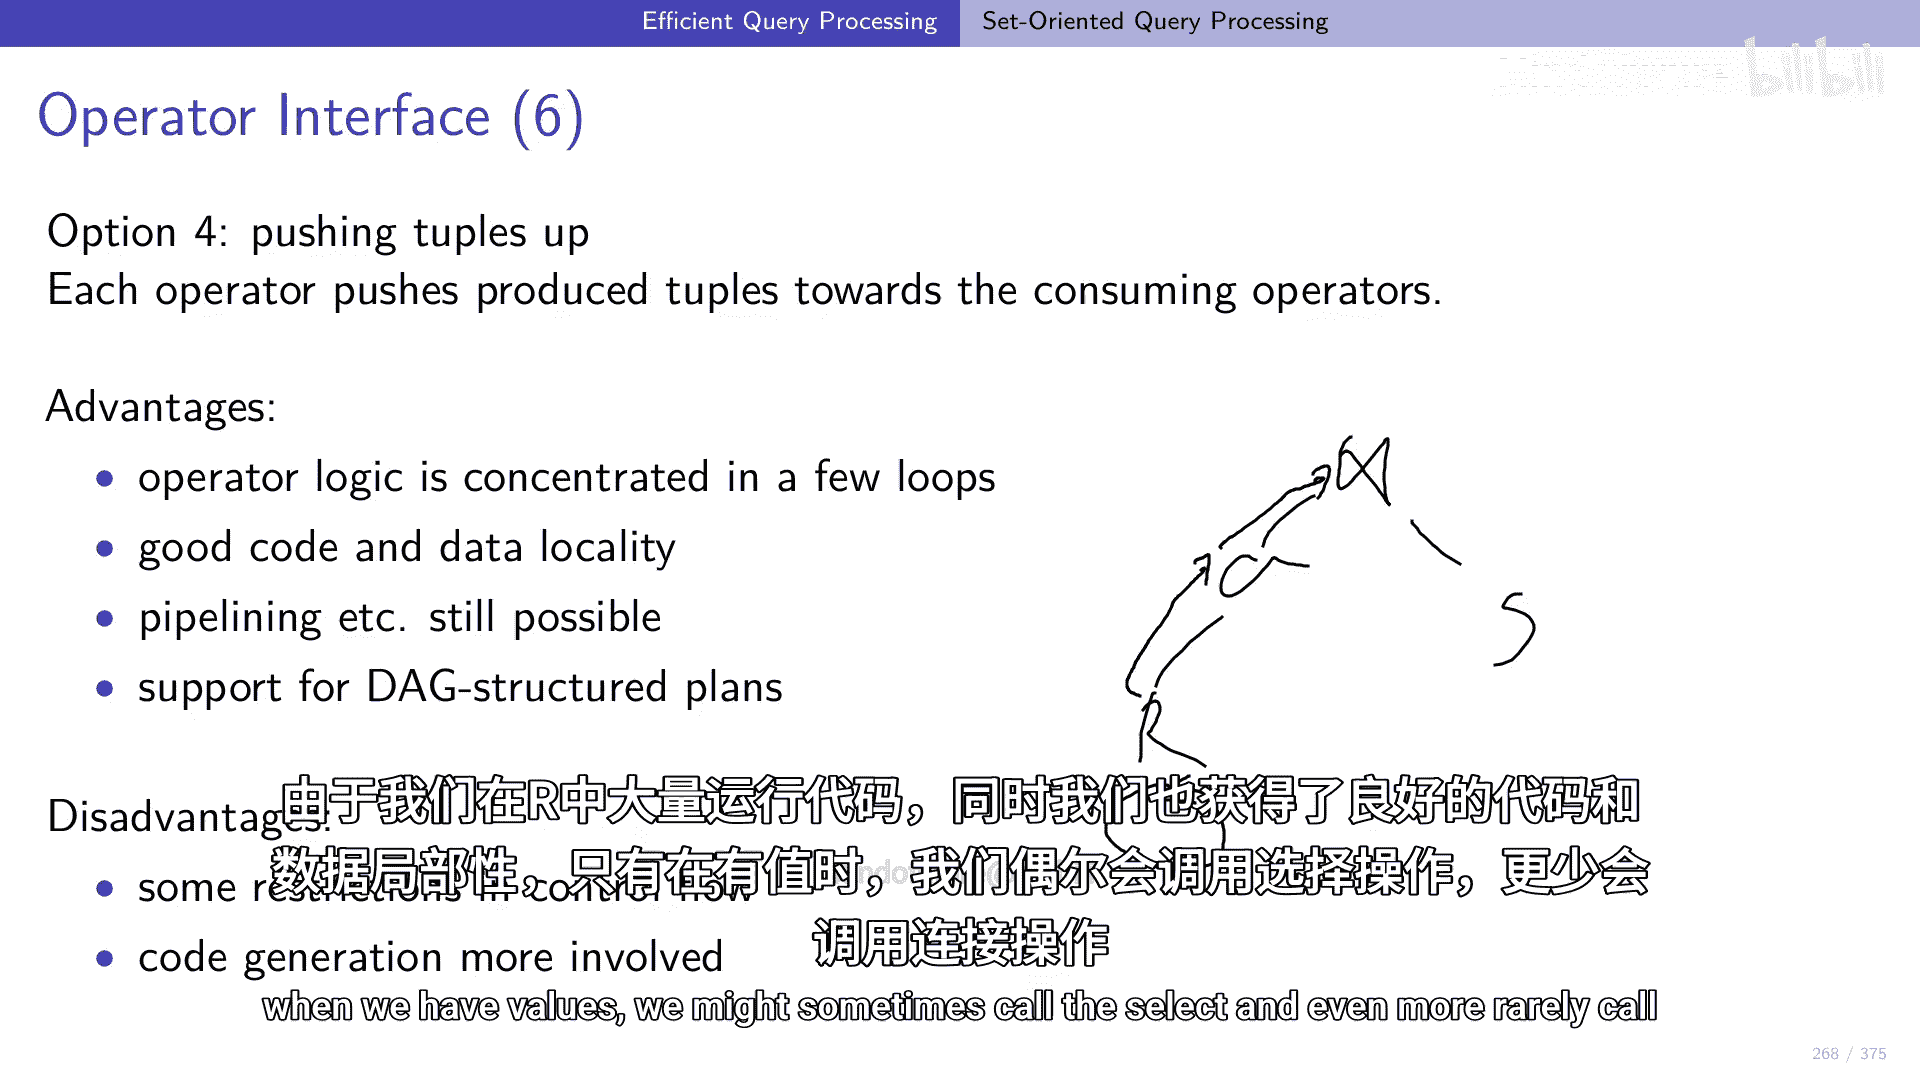 Efficient Query Processing
Set-Oriented Query Processing
bilibili
Operator Interface (6)
Option 4: pushing tuples up
Each operator pushes produced tuples towards the consuming operators.
Advantages:
operator logic is concentrated in a few loops
good code and data locality
pipelining etc. still possible
support for DAG-structured plans
⋈
σ
S
R
Disadvantages:
some restrictions in control flow
code generation more involved
由于我们在R中大量运行代码，同时我们也获得了良好的代码和
数据局部性，只有在有值时，我们偶尔会调用选择操作，更少会
调用连接操作
when we have values, we might sometimes call the select and even more rarely call
268 / 375